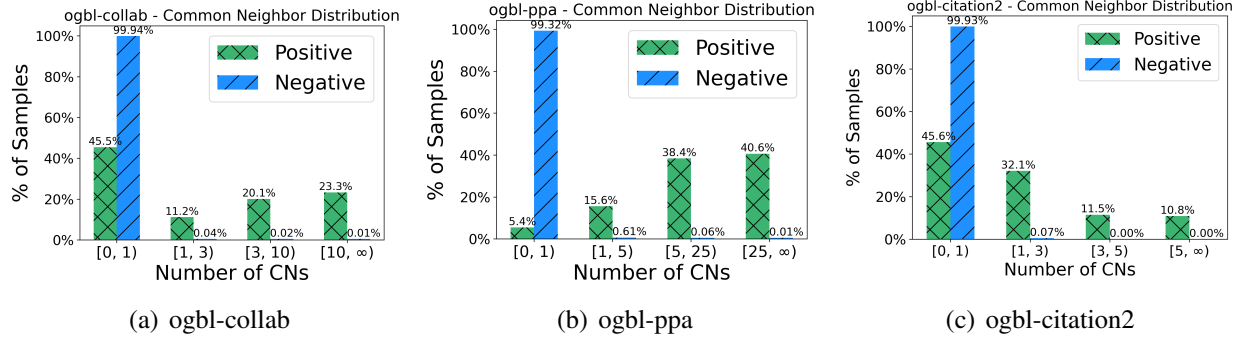 ogbl-collab - Common Neighbor Distribution
% of Samples
100%
80%
60%
40%
20%
0%
99.94%
45.5%
11.2%
0.04%
20.1%
0.02%
23.3%
0.01%
Positive
Negative
[0, 1) [1, 3) [3, 10) [10, ∞)
Number of CNs
(a) ogbl-collab
ogbl-ppa - Common Neighbor Distribution
% of Samples
100%
80%
60%
40%
20%
0%
99.32%
5.4%
15.6%
0.61%
38.4%
0.06%
40.6%
0.01%
Positive
Negative
[0, 1) [1, 5) [5, 25) [25, ∞)
Number of CNs
(b) ogbl-ppa
ogbl-citation2 - Common Neighbor Distribution
% of Samples
100%
80%
60%
40%
20%
0%
99.93%
45.6%
32.1%
0.07%
11.5%
0.00%
10.8%
0.00%
Positive
Negative
[0, 1) [1, 3) [3, 5) [5, ∞)
Number of CNs
(c) ogbl-citation2